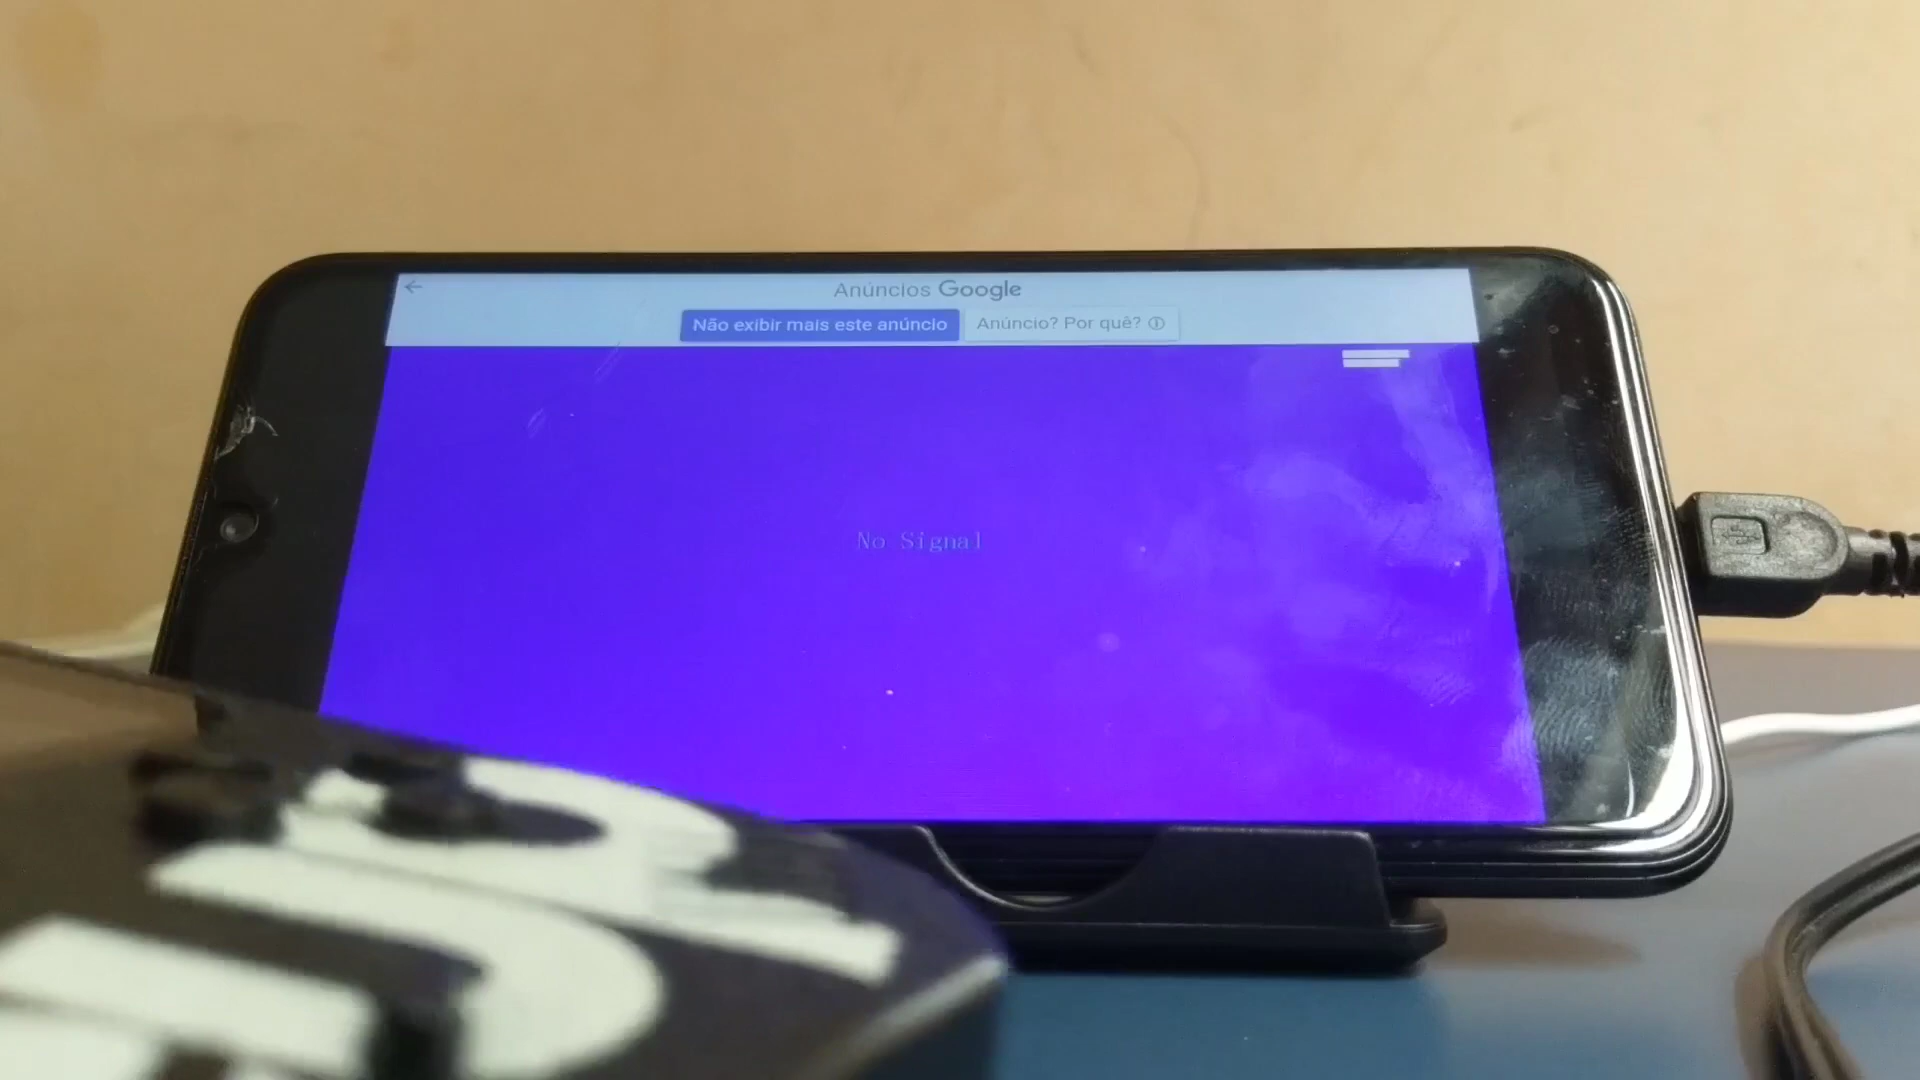 Anúncios Google
Não exibir mais este anúncio
Anúncio? Por quê?
No Signal